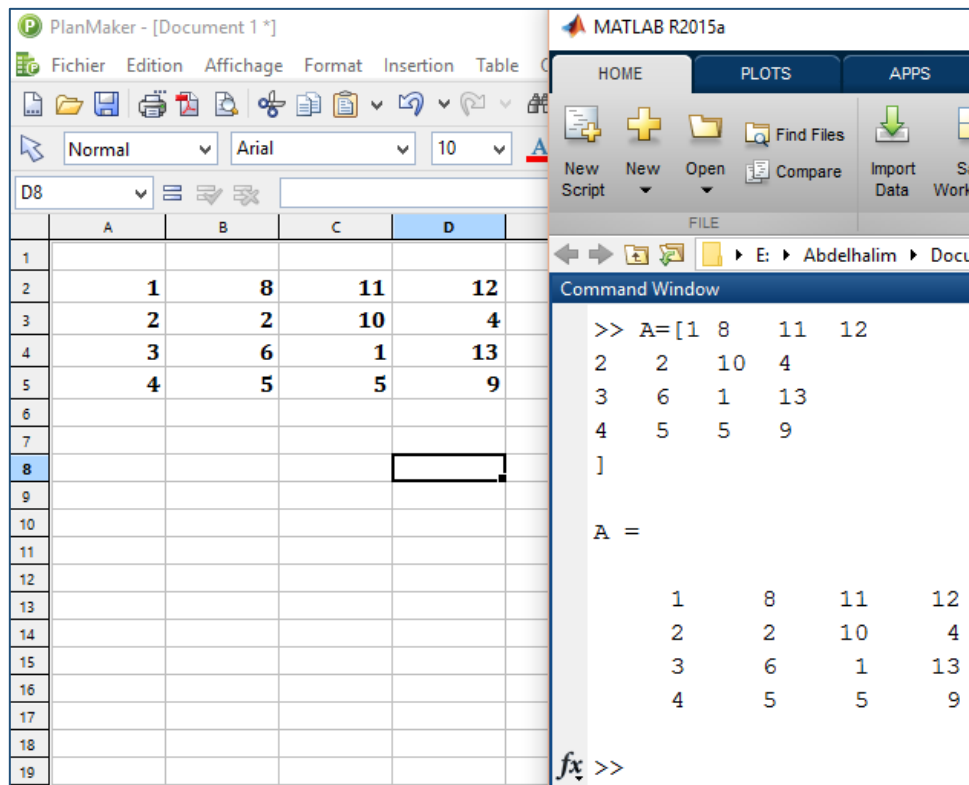 PlanMaker - [Document 1 *]
Fichier Edition Affichage Format Insertion Table
Normal Arial 10 A
D8
A B C D
1
2 1 8 11 12
3 2 2 10 4
4 3 6 1 13
5 4 5 5 9
6
7
8
9
10
11
12
13
14
15
16
17
18
19
MATLAB R2015a
HOME PLOTS APPS
Find Files
Compare
New Script New Open Import Data
FILE
E: Abdelhalim Docu
Command Window
>> A=[1 8 11 12
2 2 10 4
3 6 1 13
4 5 5 9
]
A =
1 8 11 12
2 2 10 4
3 6 1 13
4 5 5 9
fx >>